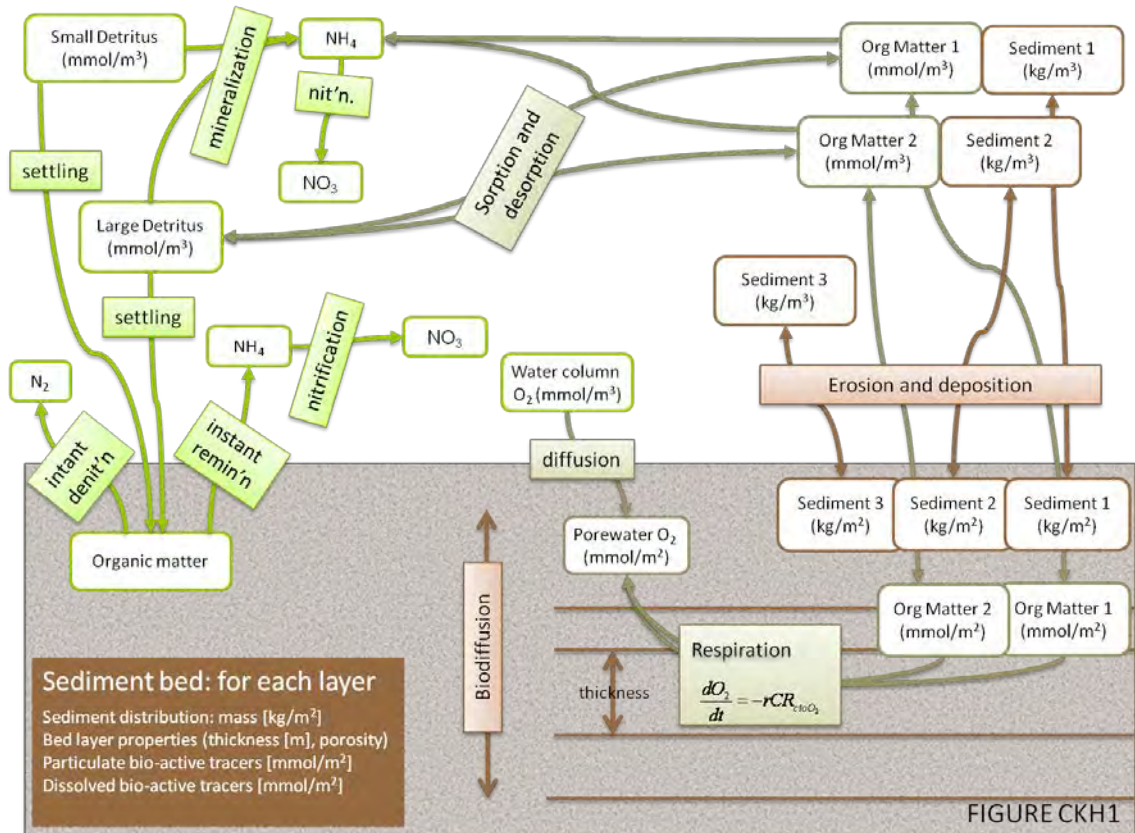 Small Detritus
(mmol/m³)
mineralization
NH₄
nit'n.
NO₃
settling
Large Detritus
(mmol/m³)
settling
Sorption and
desorption
Org Matter 1
(mmol/m³)
Sediment 1
(kg/m³)
Org Matter 2
(mmol/m³)
Sediment 2
(kg/m³)
Sediment 3
(kg/m³)
Erosion and deposition
N₂
intant
denit'n
NH₄
instant
remin'n
nitrification
NO₃
Organic matter
Water column
O₂ (mmol/m³)
diffusion
Porewater O₂
(mmol/m²)
Sediment 3
(kg/m²)
Sediment 2
(kg/m²)
Sediment 1
(kg/m²)
Org Matter 2
(mmol/m²)
Org Matter 1
(mmol/m²)
Biodiffusion
thickness
Respiration
dO₂/dt = -rCR_ctoO₂
Sediment bed: for each layer
Sediment distribution: mass [kg/m²]
Bed layer properties (thickness [m], porosity)
Particulate bio-active tracers [mmol/m²]
Dissolved bio-active tracers [mmol/m²]
FIGURE CKH1